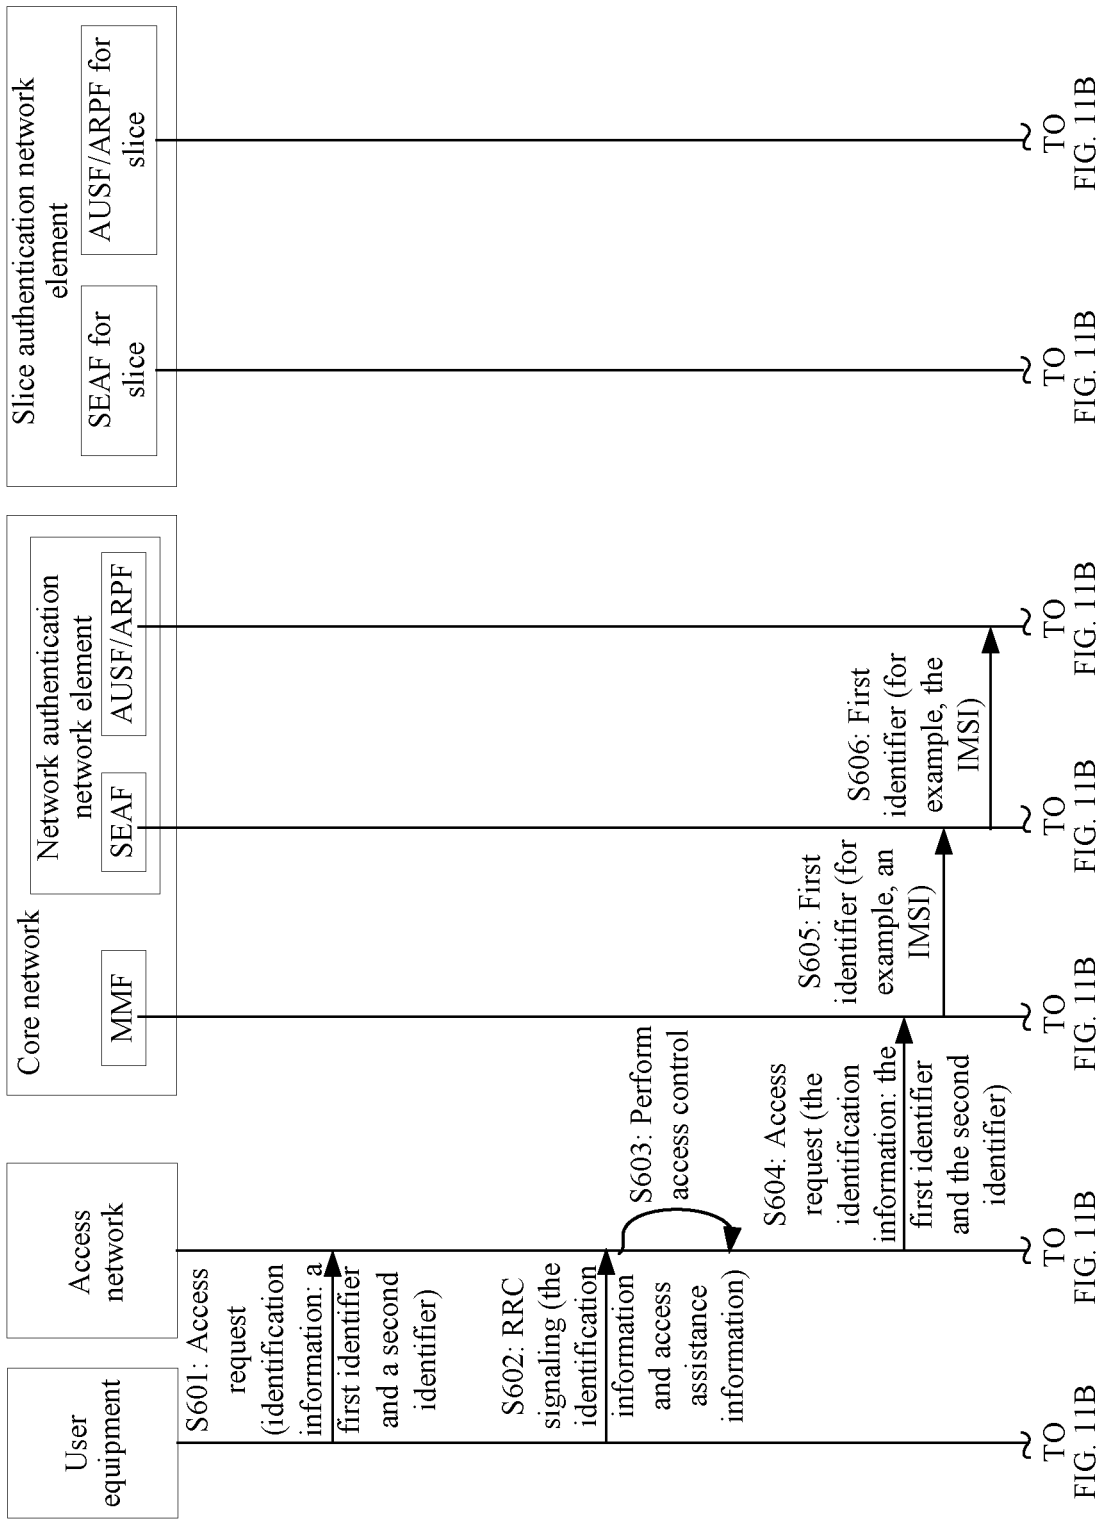 User
equipment
Access
network
Core network
MMF
Network authentication
network element
SEAF
AUSF/ARPF
Slice authentication network
element
SEAF for
slice
AUSF/ARPF for
slice
S601: Access
request
(identification
information: a
first identifier
and a second
identifier)
S602: RRC
signaling (the
identification
information
and access
assistance
information)
S603: Perform
access control
S604: Access
request (the
identification
information: the
first identifier
and the second
identifier)
S605: First
identifier (for
example, an
IMSI)
S606: First
identifier (for
example, the
IMSI)
TO
FIG. 11B
TO
FIG. 11B
TO
FIG. 11B
TO
FIG. 11B
TO
FIG. 11B
TO
FIG. 11B
TO
FIG. 11B